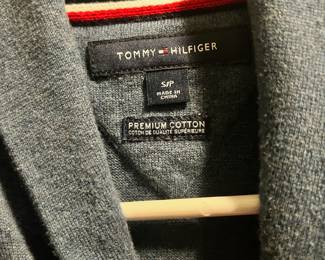 TOMMY HILFIGER
S/P
MADE IN
CHINA
PREMIUM COTTON
COTON DE QUALITÉ SUPÉRIEURE